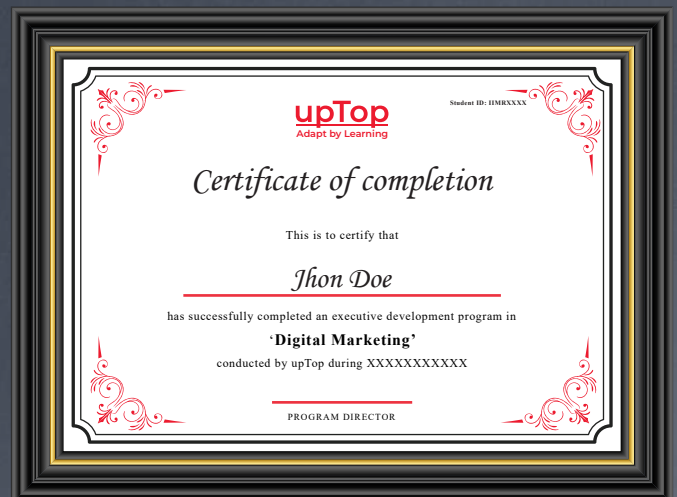 Student ID: IIMRXXXX
upTop
Adapt by Learning
Certificate of completion
This is to certify that
Jhon Doe
has successfully completed an executive development program in
‘Digital Marketing’
conducted by upTop during XXXXXXXXXXX
PROGRAM DIRECTOR